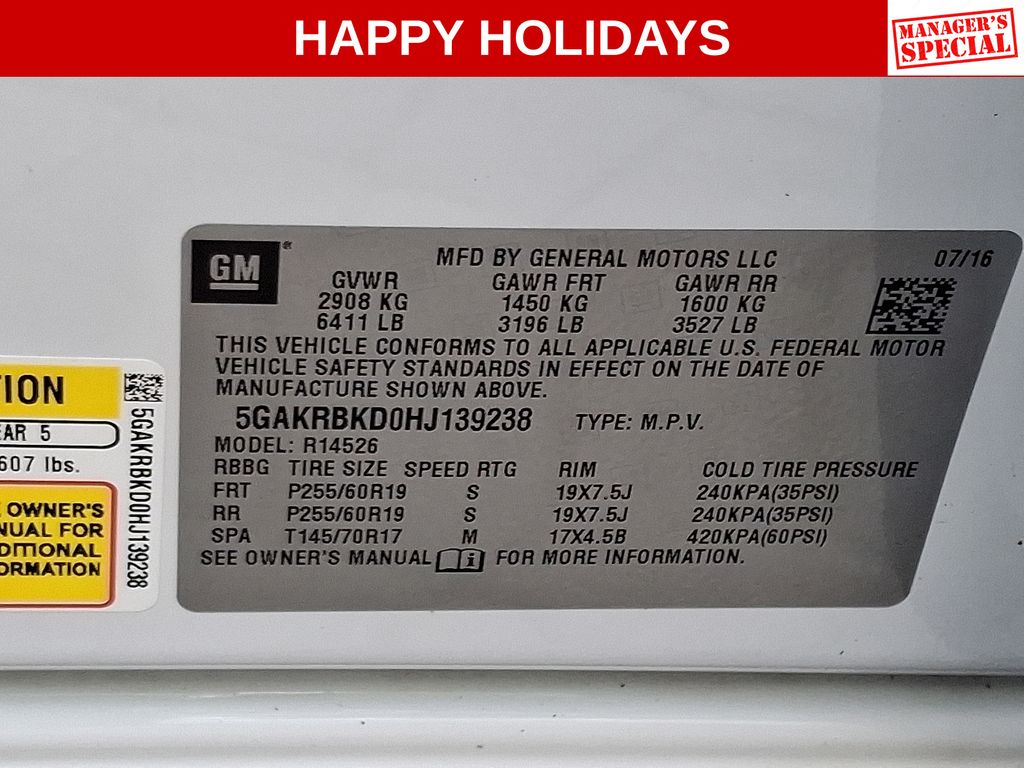 HAPPY HOLIDAYS
MANAGER'S
SPECIAL
GM
MFD BY GENERAL MOTORS LLC 07/16
GVWR GAWR FRT GAWR RR
2908 KG 1450 KG 1600 KG
6411 LB 3196 LB 3527 LB
THIS VEHICLE CONFORMS TO ALL APPLICABLE U.S. FEDERAL MOTOR
VEHICLE SAFETY STANDARDS IN EFFECT ON THE DATE OF
MANUFACTURE SHOWN ABOVE.
5GAKRBKD0HJ139238 TYPE: M.P.V.
MODEL: R14526
RBBG TIRE SIZE SPEED RTG RIM COLD TIRE PRESSURE
FRT P255/60R19 S 19X7.5J 240KPA(35PSI)
RR P255/60R19 S 19X7.5J 240KPA(35PSI)
SPA T145/70R17 M 17X4.5B 420KPA(60PSI)
SEE OWNER'S MANUAL FOR MORE INFORMATION.
TION
EAR 5
607 lbs.
E OWNER'S
NUAL FOR
DDITIONAL
ORMATION
5GAKRBKD0HJ139238